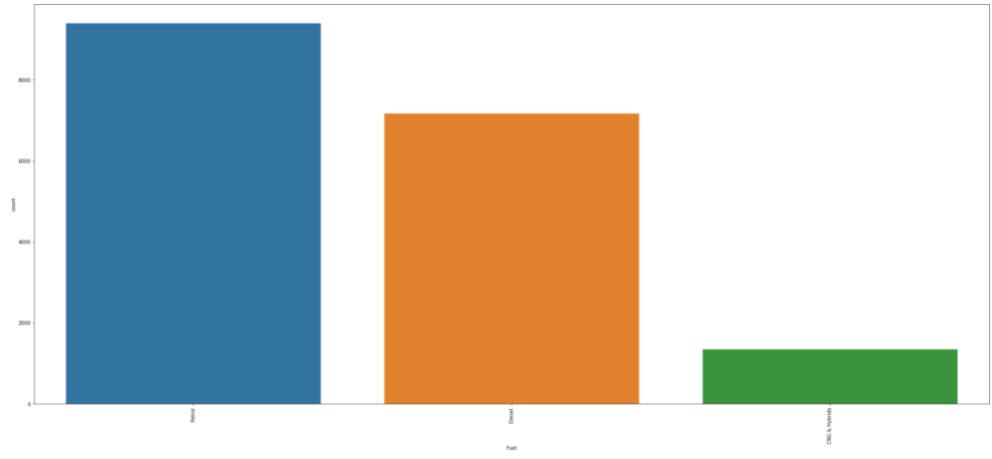 8000
6000
4000
2000
0
count
Petrol
Diesel
CNG & Hybrids
Fuel